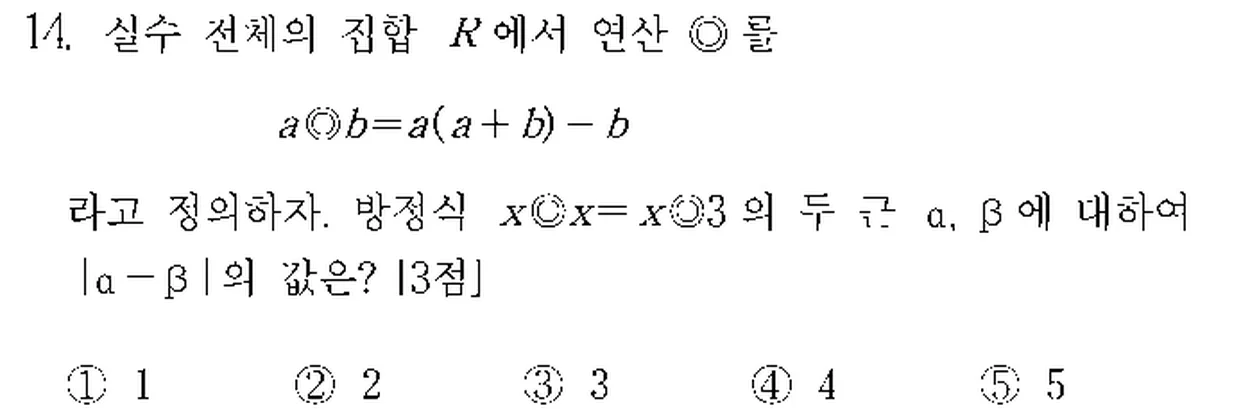 14. 실수 전체의 집합 R에서 연산 ◎를
a◎b=a(a+b)-b
라고 정의하자. 방정식 x◎x=x◎3의 두 근 α, β에 대하여
|α-β|의 값은? [3점]
① 1 ② 2 ③ 3 ④ 4 ⑤ 5